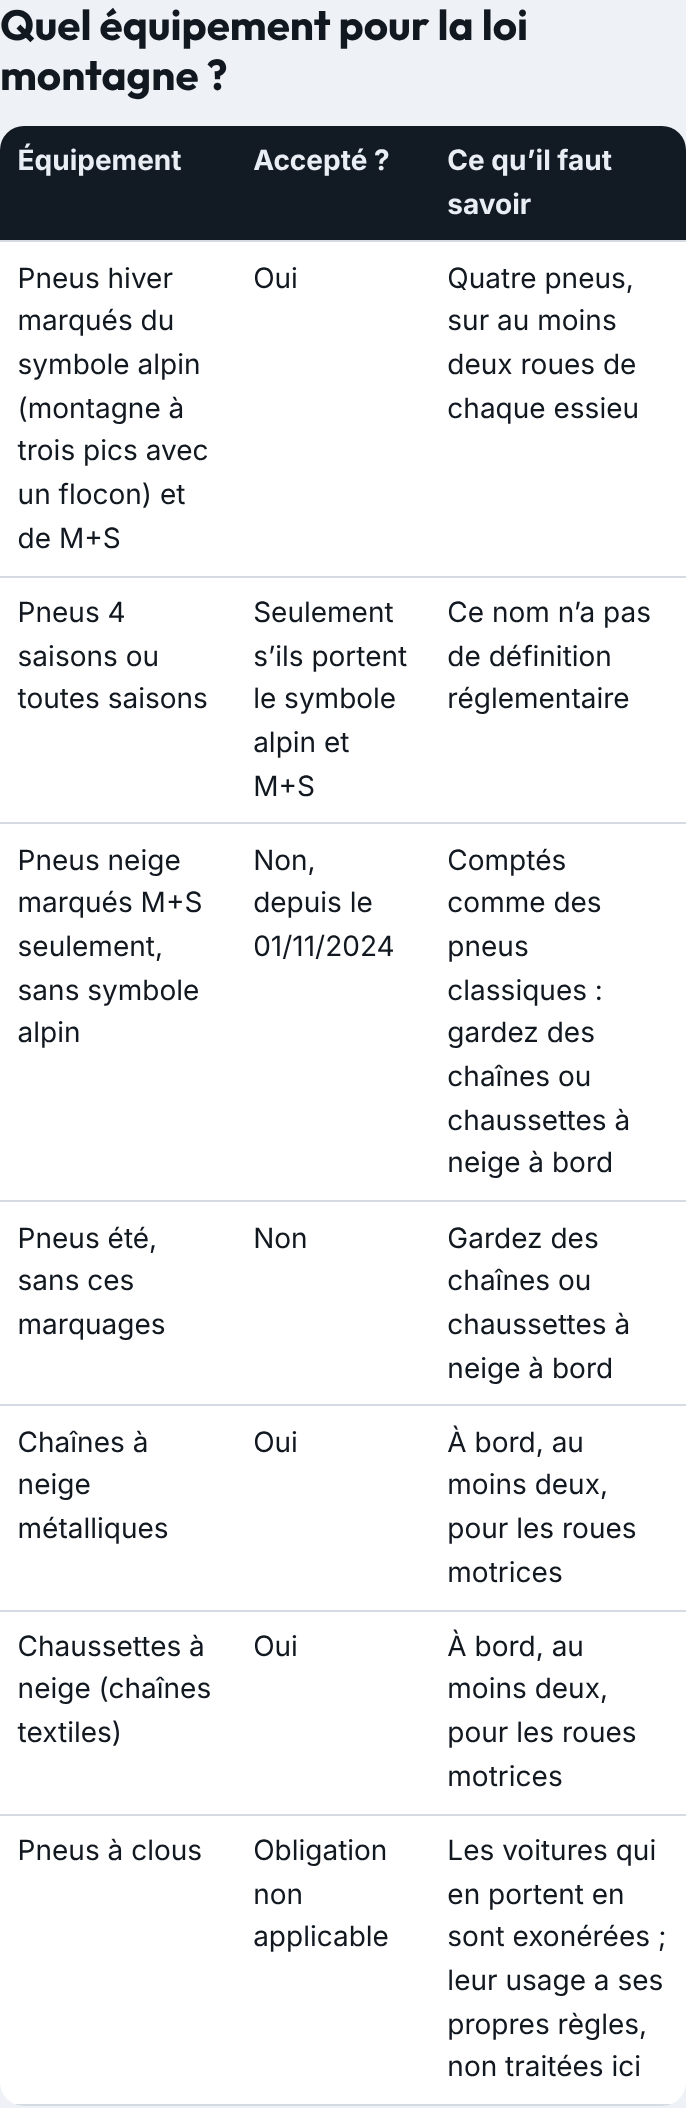 Quel équipement pour la loi
montagne ?
Équipement
Accepté ?
Ce qu’il faut
savoir
Pneus hiver
marqués du
symbole alpin
(montagne à
trois pics avec
un flocon) et
de M+S
Oui
Quatre pneus,
sur au moins
deux roues de
chaque essieu
Pneus 4
saisons ou
toutes saisons
Seulement
s’ils portent
le symbole
alpin et
M+S
Ce nom n’a pas
de définition
réglementaire
Pneus neige
marqués M+S
seulement,
sans symbole
alpin
Non,
depuis le
01/11/2024
Comptés
comme des
pneus
classiques :
gardez des
chaînes ou
chaussettes à
neige à bord
Pneus été,
sans ces
marquages
Non
Gardez des
chaînes ou
chaussettes à
neige à bord
Chaînes à
neige
métalliques
Oui
À bord, au
moins deux,
pour les roues
motrices
Chaussettes à
neige (chaînes
textiles)
Oui
À bord, au
moins deux,
pour les roues
motrices
Pneus à clous
Obligation
non
applicable
Les voitures qui
en portent en
sont exonérées ;
leur usage a ses
propres règles,
non traitées ici